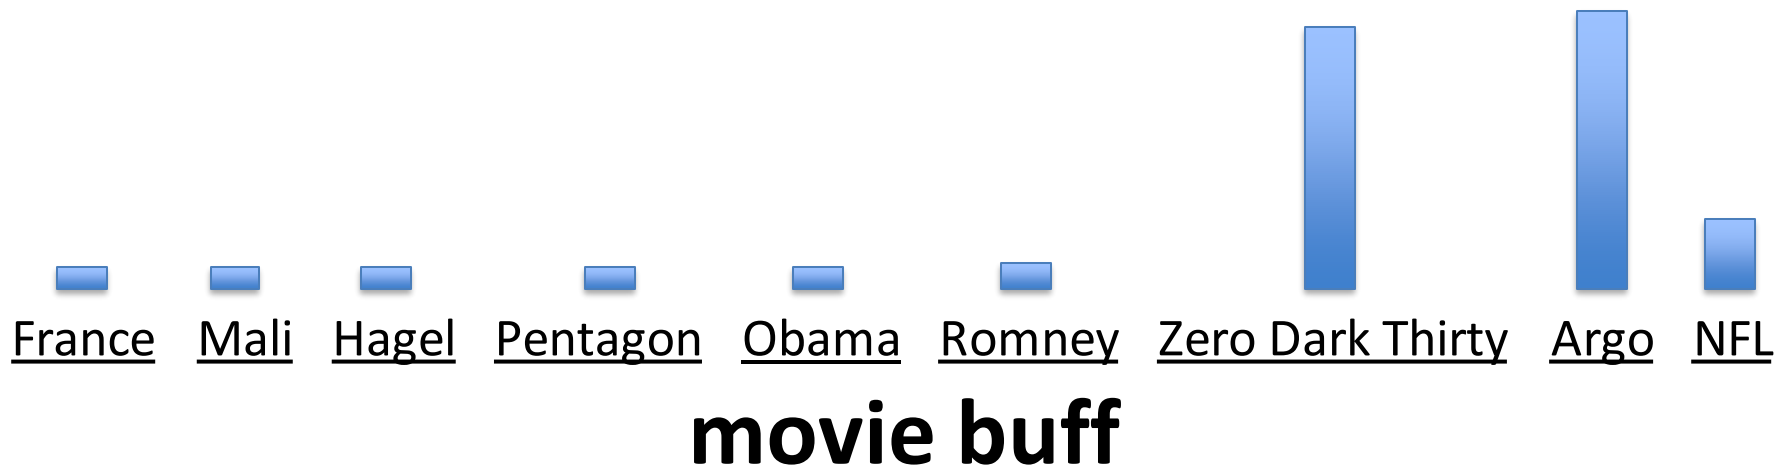 France Mali Hagel Pentagon Obama Romney Zero Dark Thirty Argo NFL
movie buff